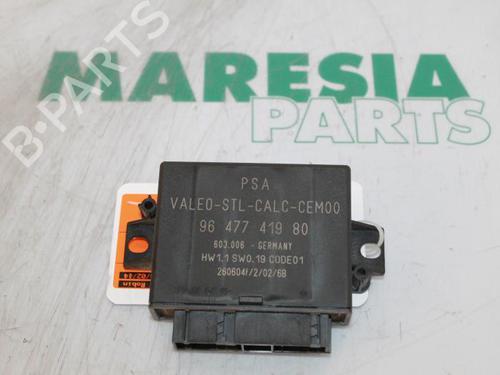 MARESIA
PARTS
B-PARTS
PSA
VALEO-STL-CALC-CEM00
96 477 419 80
603.006 - GERMANY
HW1.1 SW0.19 CODE01
260604f/2/02/6B
Robin